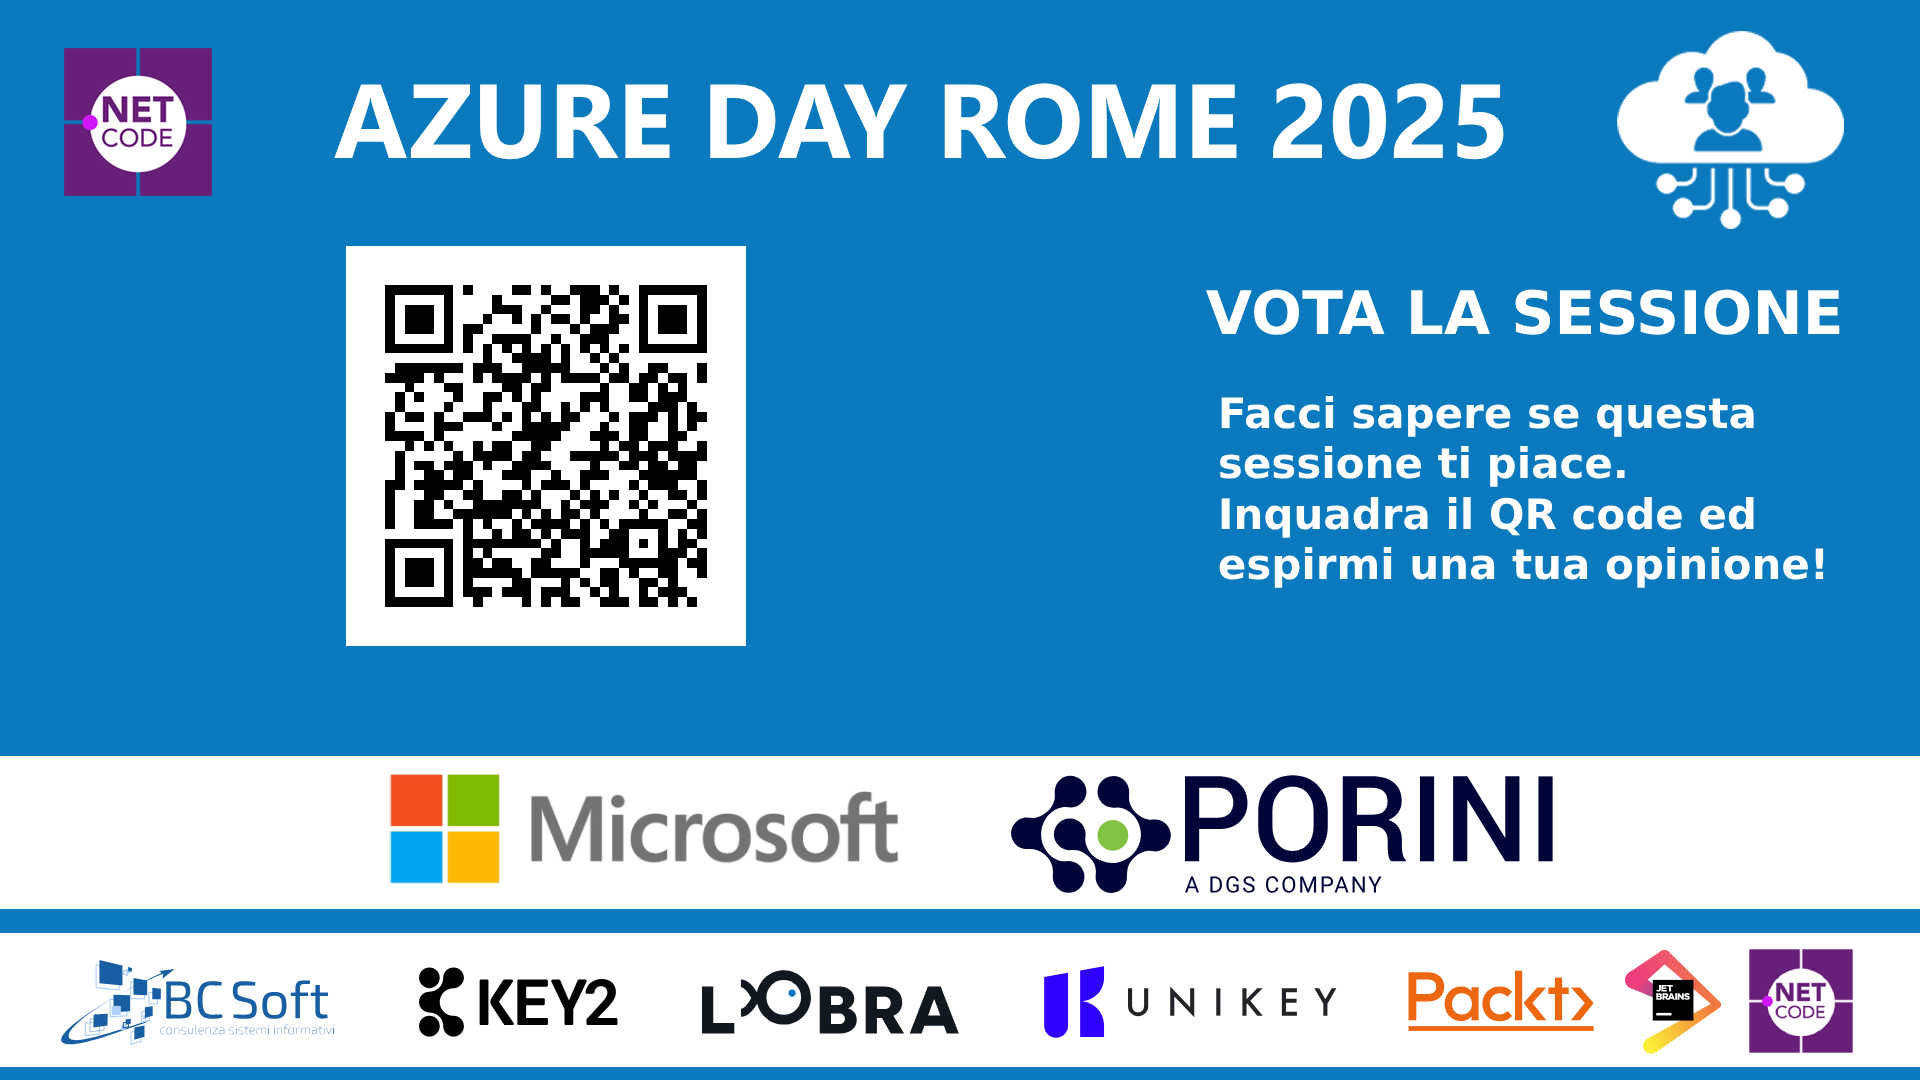 NET
CODE
AZURE DAY ROME 2025
VOTA LA SESSIONE
Facci sapere se questa
sessione ti piace.
Inquadra il QR code ed
espirmi una tua opinione!
Microsoft
PORINI
A DGS COMPANY
BC Soft
consulenza sistemi informativi
KEY2
LOBRA
UNIKEY
Packt
JET
BRAINS
NET
CODE